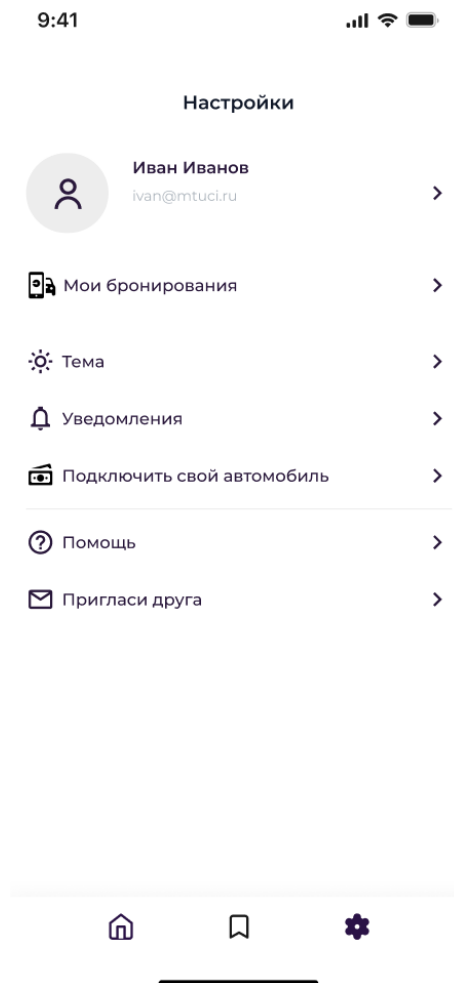 9:41
Настройки
Иван Иванов
ivan@mtuci.ru
Мои бронирования
Тема
Уведомления
Подключить свой автомобиль
Помощь
Пригласи друга